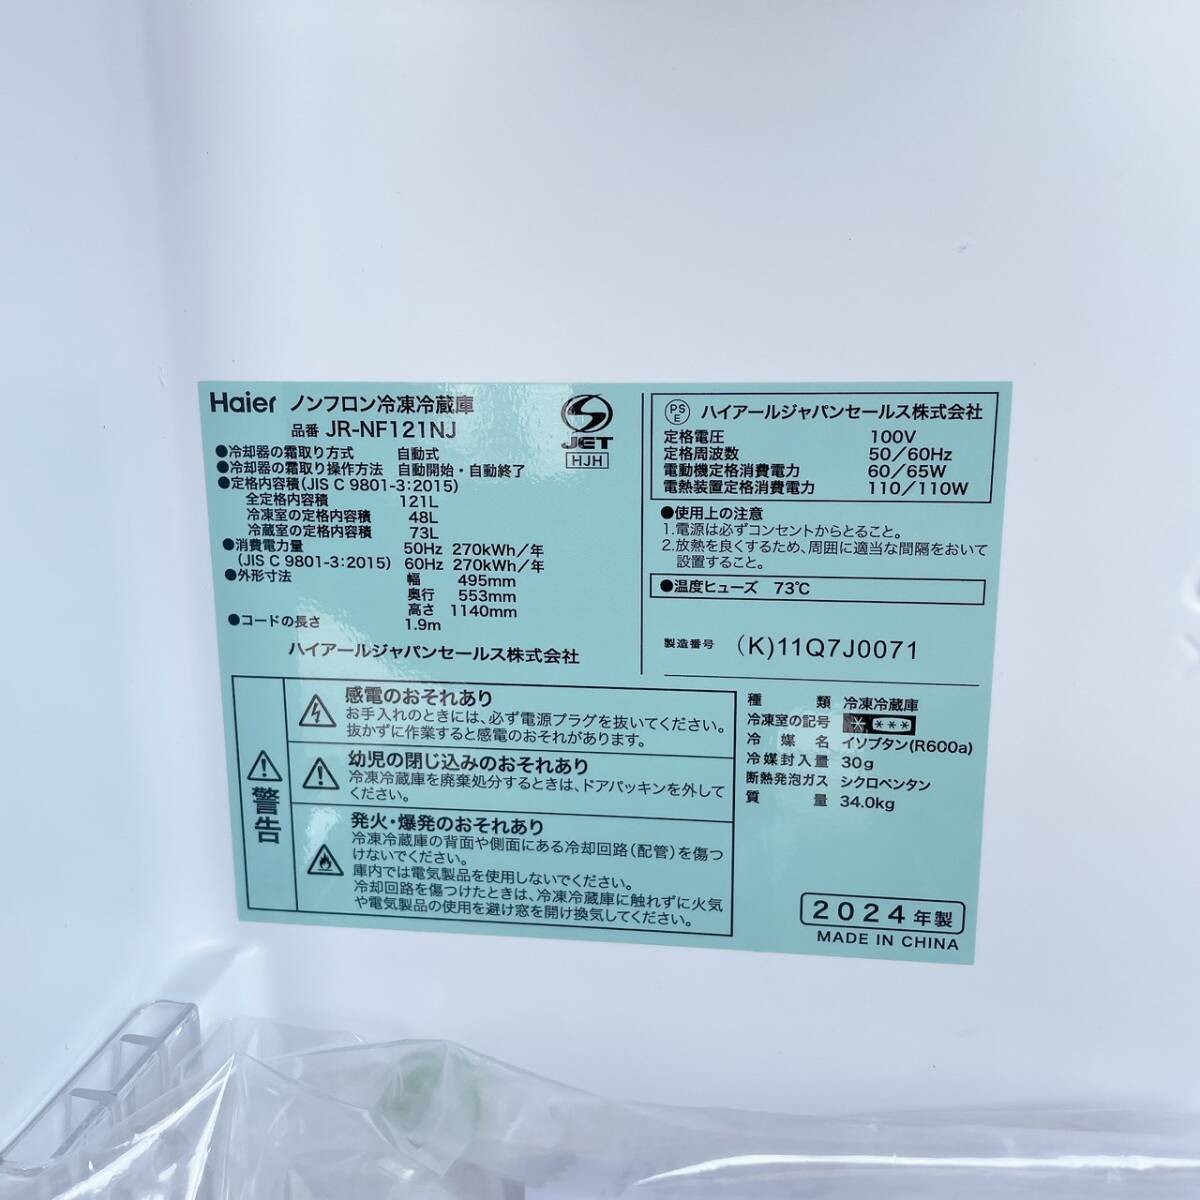 Haier ノンフロン冷凍冷蔵庫
品番 JR-NF121NJ
JET
HJH
●冷却器の霜取り方式 自動式
●冷却器の霜取り操作方法 自動開始・自動終了
●定格内容積(JIS C 9801-3:2015)
全定格内容積 121L
冷凍室の定格内容積 48L
冷蔵室の定格内容積 73L
●消費電力量 50Hz 270kWh/年
(JIS C 9801-3:2015) 60Hz 270kWh/年
●外形寸法 幅 495mm
奥行 553mm
高さ 1140mm
●コードの長さ 1.9m
ハイアールジャパンセールス株式会社
PS
E
ハイアールジャパンセールス株式会社
定格電圧 100V
定格周波数 50/60Hz
電動機定格消費電力 60/65W
電熱装置定格消費電力 110/110W
●使用上の注意
1.電源は必ずコンセントからとること。
2.放熱を良くするため、周囲に適当な間隔をおいて
設置すること。
●温度ヒューズ 73℃
製造番号 (K)11Q7J0071
警告
感電のおそれあり
お手入れのときには、必ず電源プラグを抜いてください。
抜かずに作業すると感電のおそれがあります。
幼児の閉じ込みのおそれあり
冷凍冷蔵庫を廃棄処分するときは、ドアパッキンを外して
ください。
発火・爆発のおそれあり
冷凍冷蔵庫の背面や側面にある冷却回路(配管)を傷つ
けないでください。
庫内では電気製品を使用しないでください。
冷却回路を傷つけたときは、冷凍冷蔵庫に触れずに火気
や電気製品の使用を避け窓を開け換気してください。
種類 冷凍冷蔵庫
冷凍室の記号 * ***
冷媒名 イソブタン(R600a)
冷媒封入量 30g
断熱発泡ガス シクロペンタン
質量 34.0kg
2024年製
MADE IN CHINA